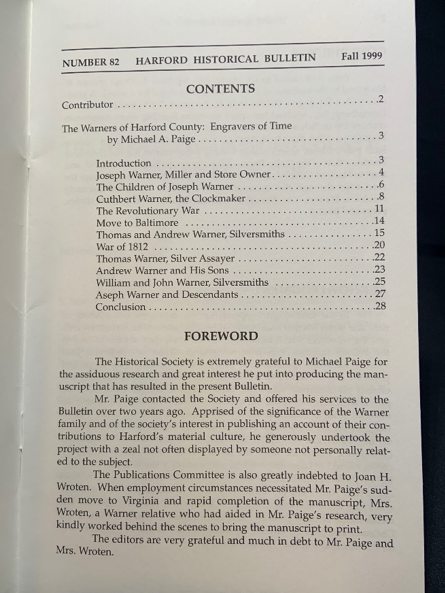 NUMBER 82 HARFORD HISTORICAL BULLETIN Fall 1999
CONTENTS
Contributor ........................................................2
The Warners of Harford County: Engravers of Time
by Michael A. Paige .................................... 3
Introduction ............................................. 3
Joseph Warner, Miller and Store Owner.................... 4
The Children of Joseph Warner ............................6
Cuthbert Warner, the Clockmaker ..........................8
The Revolutionary War ................................... 11
Move to Baltimore .......................................14
Thomas and Andrew Warner, Silversmiths .................. 15
War of 1812 .............................................20
Thomas Warner, Silver Assayer ...........................22
Andrew Warner and His Sons ..............................23
William and John Warner, Silversmiths ...................25
Aseph Warner and Descendants ............................ 27
Conclusion ..............................................28
FOREWORD
The Historical Society is extremely grateful to Michael Paige for
the assiduous research and great interest he put into producing the man-
uscript that has resulted in the present Bulletin.
Mr. Paige contacted the Society and offered his services to the
Bulletin over two years ago. Apprised of the significance of the Warner
family and of the society's interest in publishing an account of their con-
tributions to Harford's material culture, he generously undertook the
project with a zeal not often displayed by someone not personally relat-
ed to the subject.
The Publications Committee is also greatly indebted to Joan H.
Wroten. When employment circumstances necessitated Mr. Paige's sud-
den move to Virginia and rapid completion of the manuscript, Mrs.
Wroten, a Warner relative who had aided in Mr. Paige's research, very
kindly worked behind the scenes to bring the manuscript to print.
The editors are very grateful and much in debt to Mr. Paige and
Mrs. Wroten.